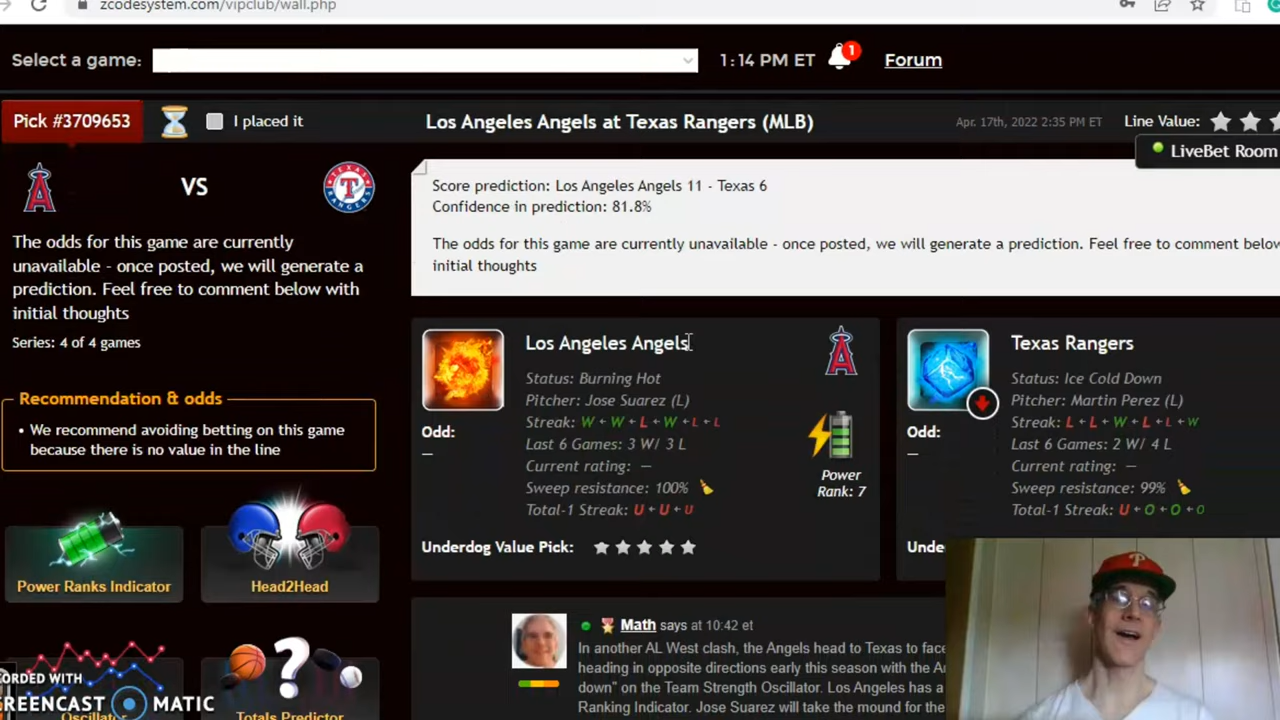 zcodesystem.com/vipclub/wall.php
Select a game:
1:14 PM ET
1
Forum
Pick #3709653
I placed it
Los Angeles Angels at Texas Rangers (MLB)
Apr. 17th, 2022 2:35 PM ET
Line Value:
LiveBet Room
VS
The odds for this game are currently
unavailable - once posted, we will generate a
prediction. Feel free to comment below with
initial thoughts
Series: 4 of 4 games
Score prediction: Los Angeles Angels 11 - Texas 6
Confidence in prediction: 81.8%
The odds for this game are currently unavailable - once posted, we will generate a prediction. Feel free to comment below
initial thoughts
Recommendation & odds
• We recommend avoiding betting on this game
because there is no value in the line
Power Ranks Indicator
Head2Head
Oscillator
Totals Predictor
Los Angeles Angels
Status: Burning Hot
Pitcher: Jose Suarez (L)
Odd:
—
Streak: W←W←L←W←L←L
Last 6 Games: 3 W/ 3 L
Current rating: —
Sweep resistance: 100%
Total-1 Streak: U←U←U
Power
Rank: 7
Underdog Value Pick:
Texas Rangers
Status: Ice Cold Down
Pitcher: Martin Perez (L)
Odd:
—
Streak: L←L←W←L←L←W
Last 6 Games: 2 W/ 4 L
Current rating: —
Sweep resistance: 99%
Total-1 Streak: U←O←O←O
Math says at 10:42 et
In another AL West clash, the Angels head to Texas to face
heading in opposite directions early this season with the
down" on the Team Strength Oscillator. Los Angeles has a
Ranking Indicator. Jose Suarez will take the mound for the
SCREENCAST MATIC